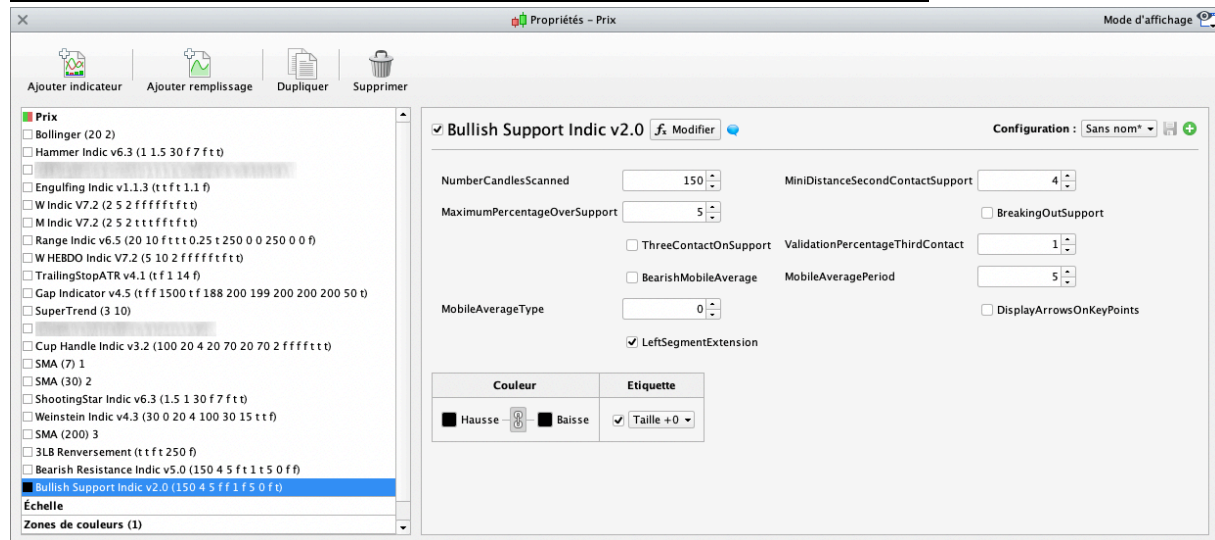 Propriétés – Prix
Mode d'affichage
Ajouter indicateur Ajouter remplissage Dupliquer Supprimer
Prix
Bollinger (20 2)
Hammer Indic v6.3 (1 1.5 30 f 7 f t t)
Engulfing Indic v1.1.3 (t t f t 1.1 f)
W Indic V7.2 (2 5 2 f f f f f t f t t)
M Indic V7.2 (2 5 2 t t t f f t f t t)
Range Indic v6.5 (20 10 f t t t 0.25 t 250 0 0 250 0 0 f)
W HEBDO Indic V7.2 (5 10 2 f f f f f t f t t)
TrailingStopATR v4.1 (t f 1 14 f)
Gap Indicator v4.5 (t f f 1500 t f 188 200 199 200 200 200 50 t)
SuperTrend (3 10)
Cup Handle Indic v3.2 (100 20 4 20 70 20 70 2 f f f f t t t)
SMA (7) 1
SMA (30) 2
ShootingStar Indic v6.3 (1.5 1 30 f 7 f t t)
Weinstein Indic v4.3 (30 0 20 4 100 30 15 t t f)
SMA (200) 3
3LB Renversement (t t f t 250 f)
Bearish Resistance Indic v5.0 (150 4 5 f t 1 t 5 0 f f)
Bullish Support Indic v2.0 (150 4 5 f f 1 f 5 0 f t)
Échelle
Zones de couleurs (1)
Bullish Support Indic v2.0 fx Modifier
Configuration : Sans nom*
NumberCandlesScanned 150 MiniDistanceSecondContactSupport 4
MaximumPercentageOverSupport 5 BreakingOutSupport
ThreeContactOnSupport ValidationPercentageThirdContact 1
BearishMobileAverage MobileAveragePeriod 5
MobileAverageType 0 DisplayArrowsOnKeyPoints
LeftSegmentExtension
Couleur Etiquette
Hausse Baisse Taille +0